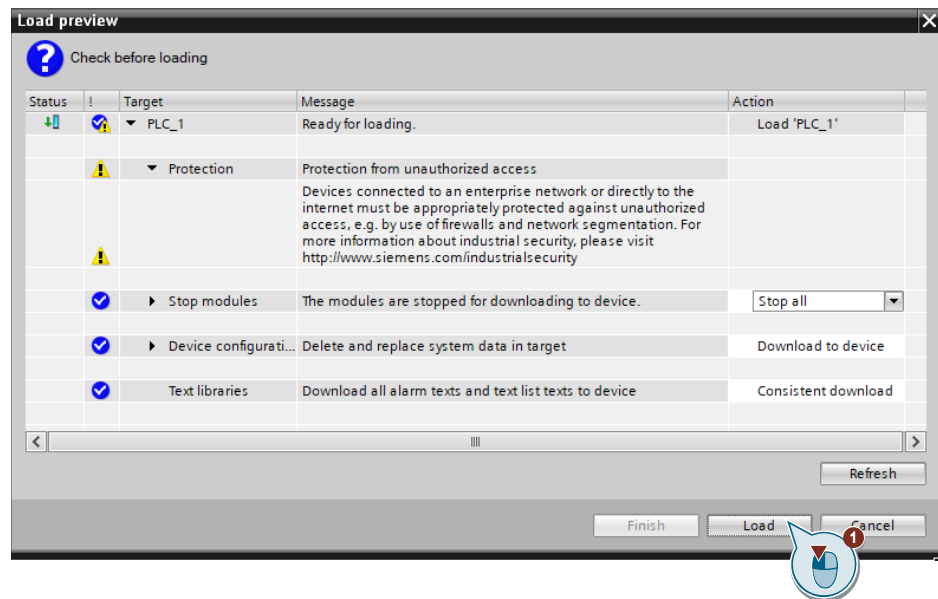 Load preview
Check before loading
Status ! Target Message Action
PLC_1 Ready for loading. Load 'PLC_1'
Protection Protection from unauthorized access
Devices connected to an enterprise network or directly to the
internet must be appropriately protected against unauthorized
access, e.g. by use of firewalls and network segmentation. For
more information about industrial security, please visit
http://www.siemens.com/industrialsecurity
Stop modules The modules are stopped for downloading to device. Stop all
Device configurati... Delete and replace system data in target Download to device
Text libraries Download all alarm texts and text list texts to device Consistent download
Refresh
Finish Load Cancel
1